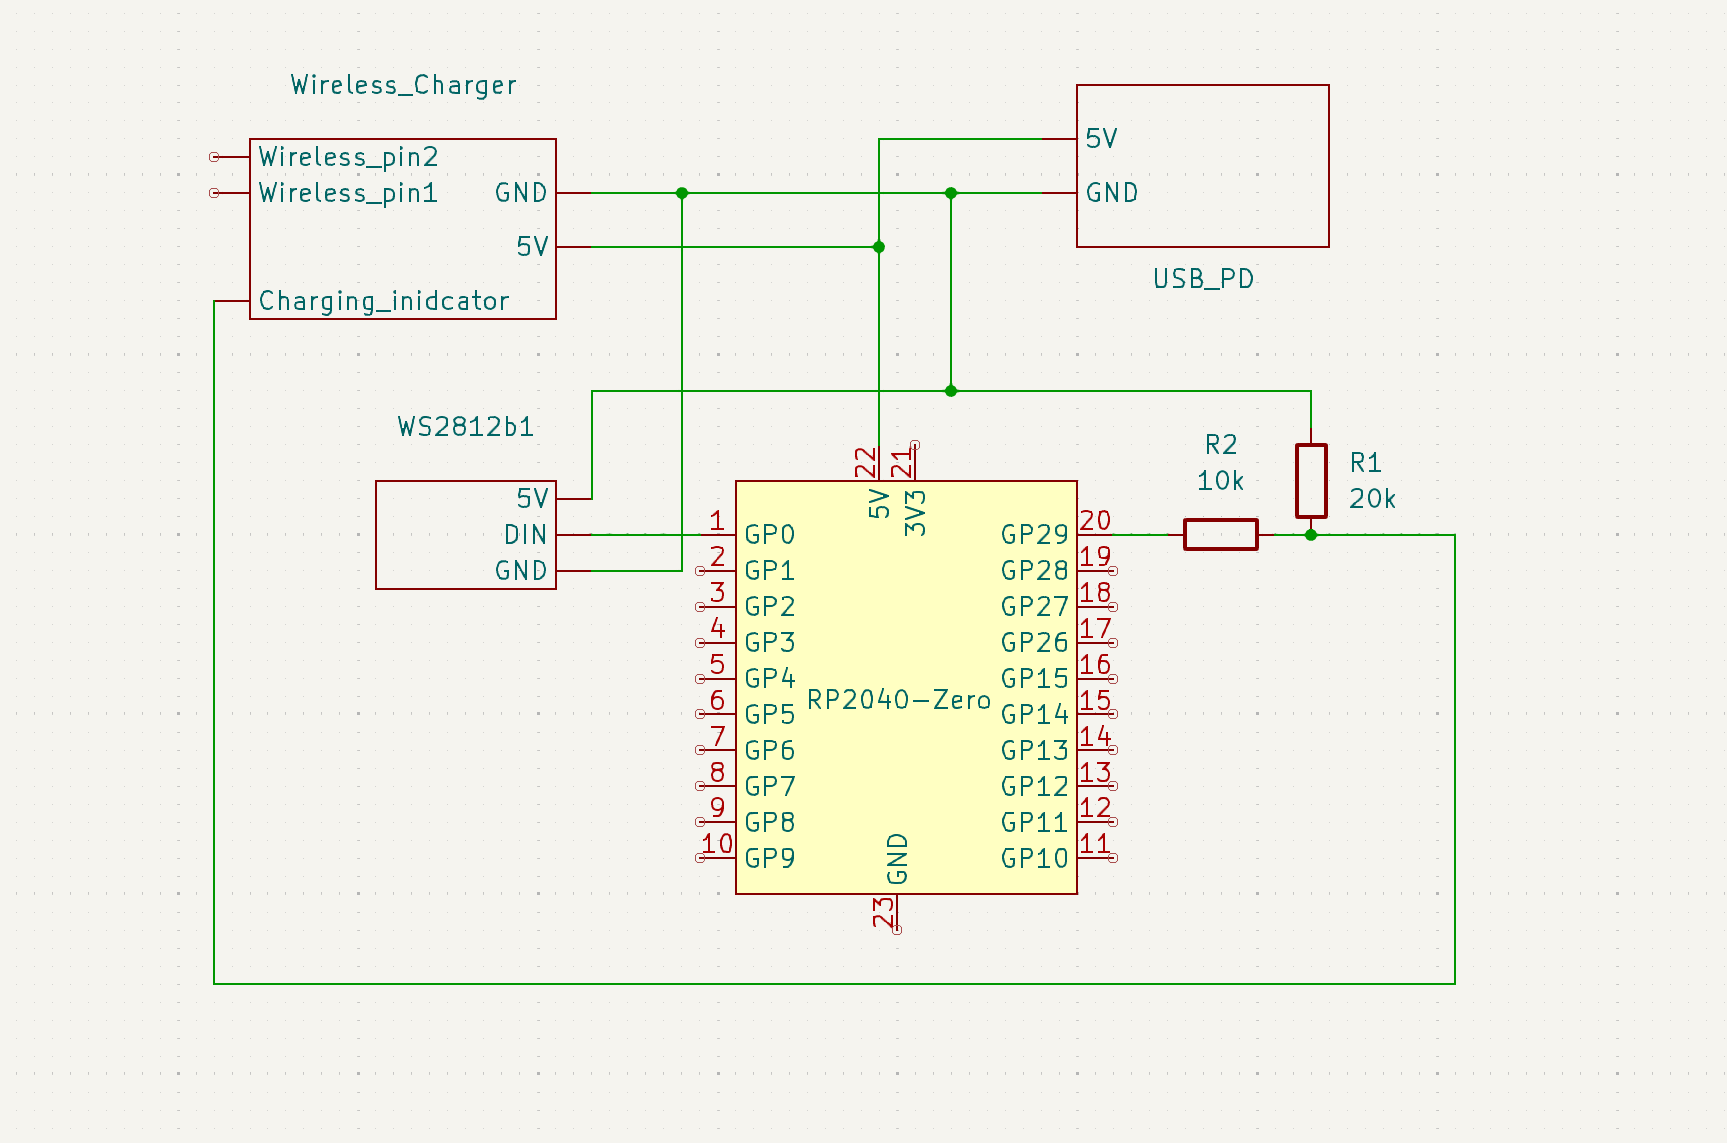 Wireless_Charger
Wireless_pin2
Wireless_pin1
GND
5V
Charging_inidcator
5V
GND
USB_PD
WS2812b1
5V
DIN
GND
22
21
5V
3V3
1
GP0
2
GP1
3
GP2
4
GP3
5
GP4
6
GP5
7
GP6
8
GP7
9
GP8
10
GP9
RP2040-Zero
20
GP29
19
GP28
18
GP27
17
GP26
16
GP15
15
GP14
14
GP13
13
GP12
12
GP11
11
GP10
GND
23
R2
10k
R1
20k